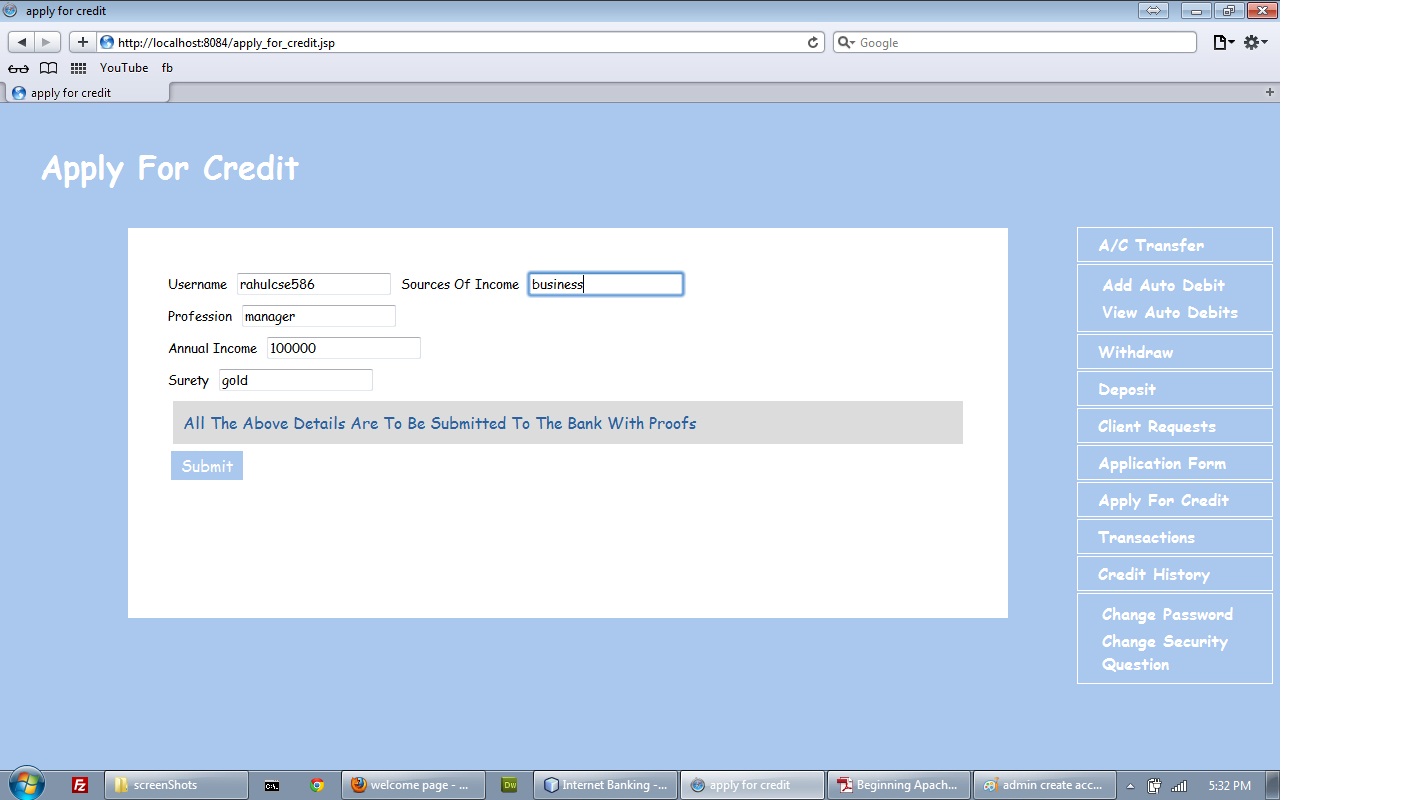 apply for credit
http://localhost:8084/apply_for_credit.jsp
Google
YouTube fb
apply for credit
Apply For Credit
Username rahulcse586 Sources Of Income business
Profession manager
Annual Income 100000
Surety gold
All The Above Details Are To Be Submitted To The Bank With Proofs
Submit
A/C Transfer
Add Auto Debit
View Auto Debits
Withdraw
Deposit
Client Requests
Application Form
Apply For Credit
Transactions
Credit History
Change Password
Change Security
Question
screenShots welcome page - ... Dw Internet Banking -... apply for credit Beginning Apach... admin create acc... 5:32 PM